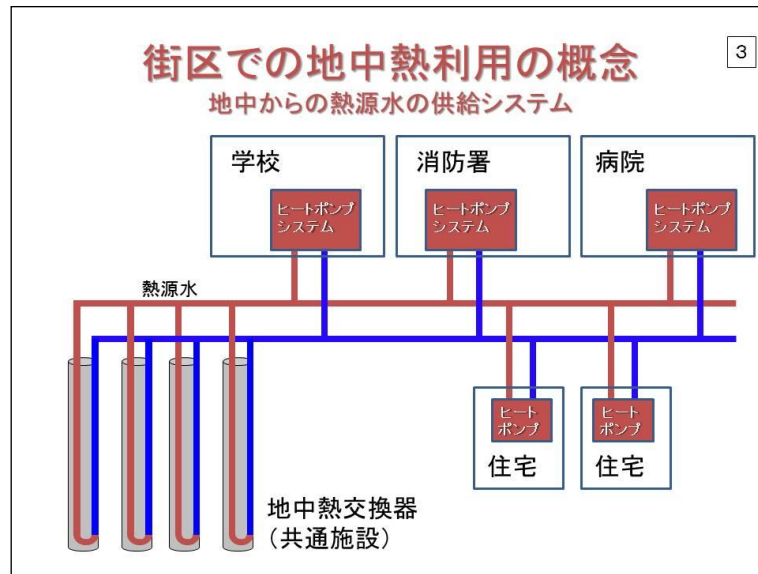 街区での地中熱利用の概念
3
地中からの熱源水の供給システム
学校
ヒートポンプ
システム
消防署
ヒートポンプ
システム
病院
ヒートポンプ
システム
熱源水
ヒート
ポンプ
住宅
ヒート
ポンプ
住宅
地中熱交換器
（共通施設）